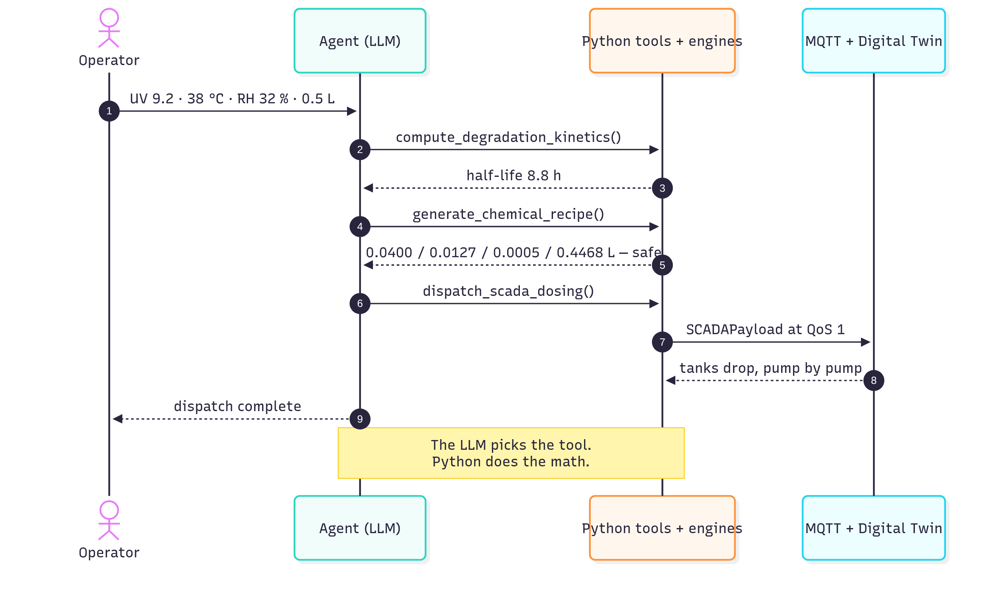 Operator
Agent (LLM)
Python tools + engines
MQTT + Digital Twin
UV 9.2 · 38 °C · RH 32 % · 0.5 L
1
compute_degradation_kinetics()
2
half-life 8.8 h
3
generate_chemical_recipe()
4
0.0400 / 0.0127 / 0.0005 / 0.4468 L — safe
5
dispatch_scada_dosing()
6
SCADAPayload at QoS 1
7
tanks drop, pump by pump
8
dispatch complete
9
The LLM picks the tool.
Python does the math.
Operator
Agent (LLM)
Python tools + engines
MQTT + Digital Twin